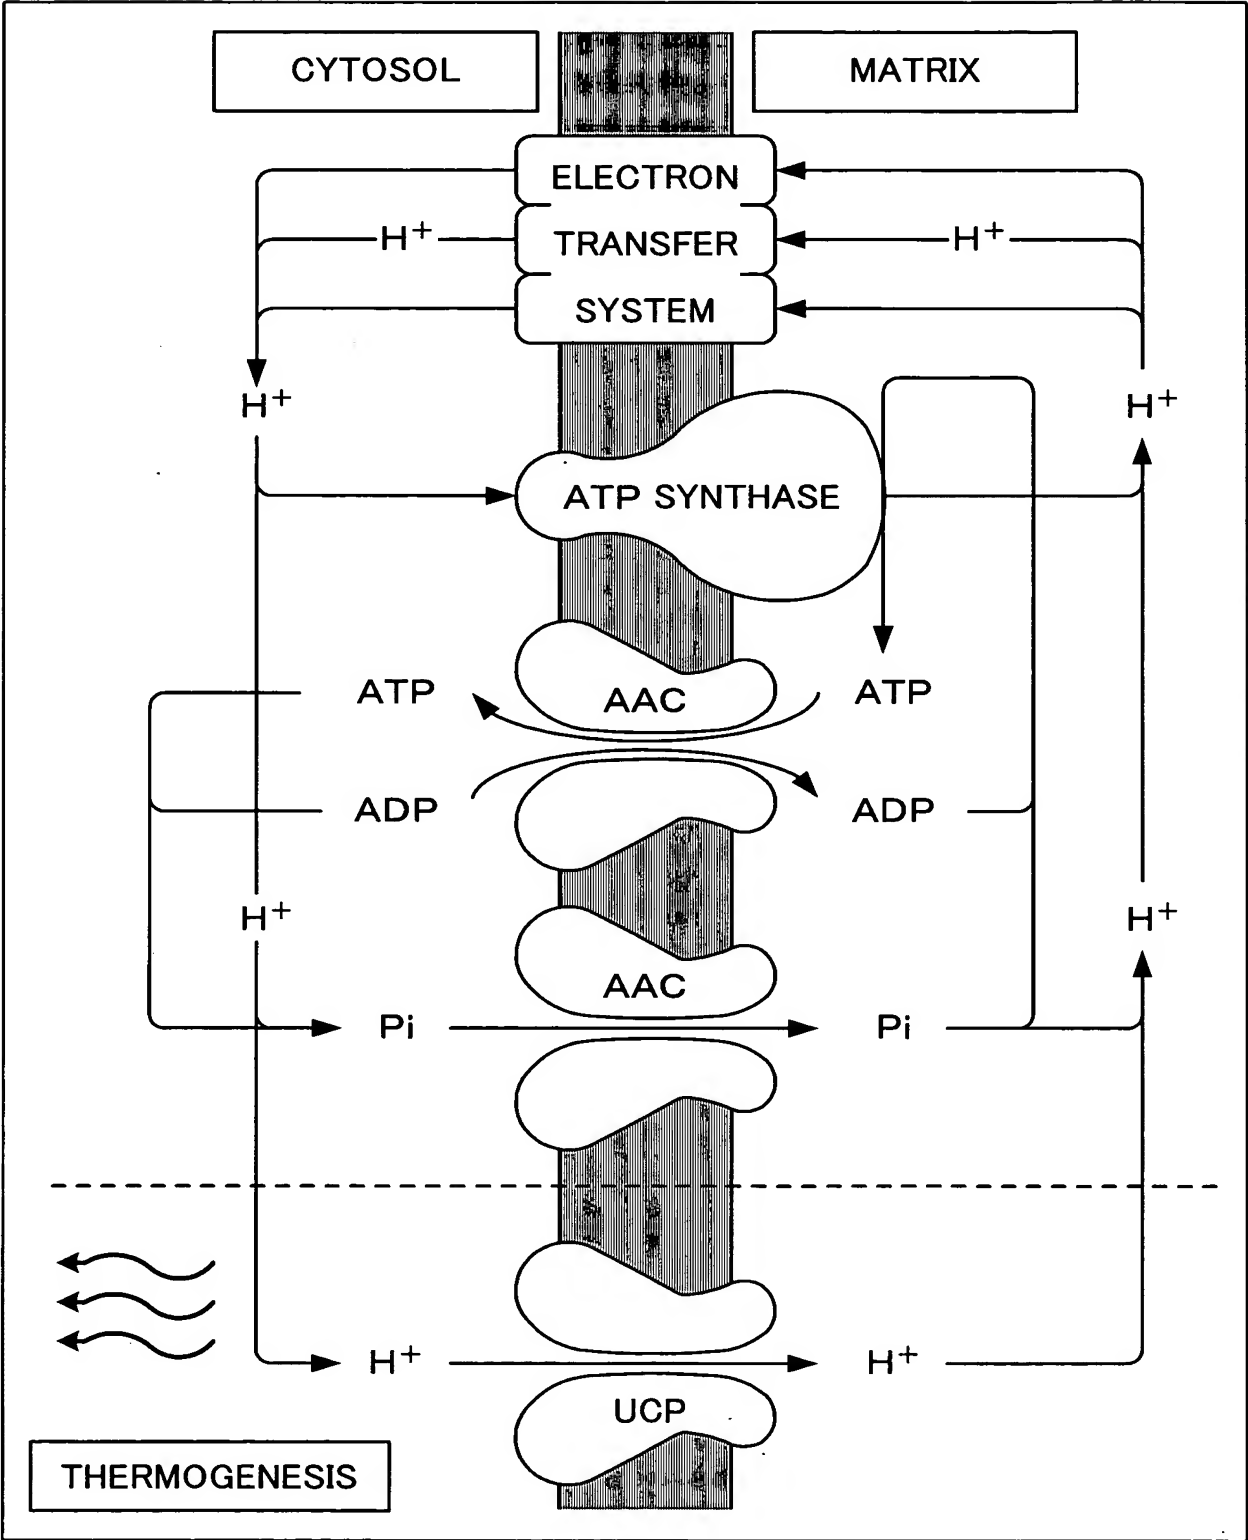 CYTOSOL
MATRIX
ELECTRON
H⁺
TRANSFER
H⁺
SYSTEM
H⁺
H⁺
ATP SYNTHASE
ATP
AAC
ATP
ADP
ADP
H⁺
H⁺
AAC
Pi
Pi
H⁺
H⁺
UCP
THERMOGENESIS